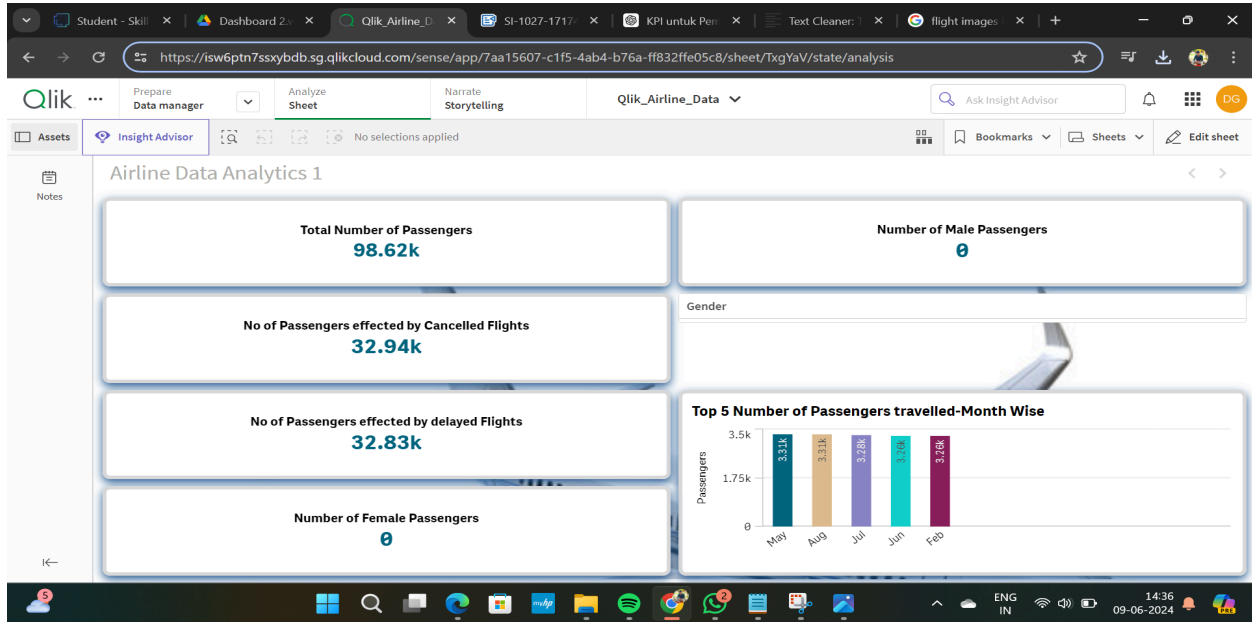 Student - Skill
Dashboard 2.v
Qlik_Airline_D
SI-1027-1717
KPI untuk Pem
Text Cleaner: T
flight images
https://isw6ptn7ssxybdb.sg.qlikcloud.com/sense/app/7aa15607-c1f5-4ab4-b76a-ff832ffe05c8/sheet/TxgYaV/state/analysis
Qlik
Prepare
Data manager
Analyze
Sheet
Narrate
Storytelling
Qlik_Airline_Data
Ask Insight Advisor
DG
Assets
Insight Advisor
No selections applied
Bookmarks
Sheets
Edit sheet
Notes
Airline Data Analytics 1
Total Number of Passengers
98.62k
Number of Male Passengers
0
No of Passengers effected by Cancelled Flights
32.94k
Gender
No of Passengers effected by delayed Flights
32.83k
Number of Female Passengers
0
Top 5 Number of Passengers travelled-Month Wise
Passengers
3.5k
1.75k
0
3.31k
3.31k
3.28k
3.26k
3.26k
May
Aug
Jul
Jun
Feb
5
myhp
2
ENG
IN
14:36
09-06-2024
PRE